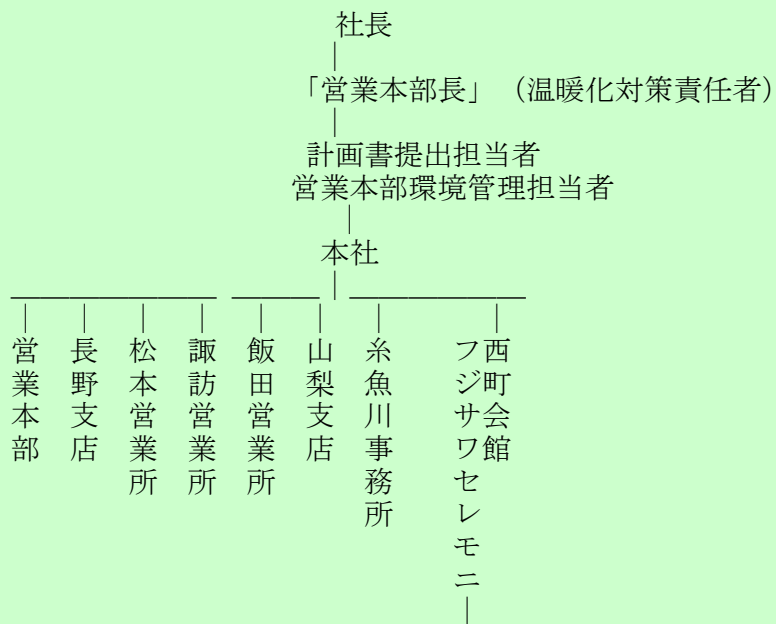 社長
「営業本部長」（温暖化対策責任者）
計画書提出担当者
営業本部環境管理担当者
本社
営業本部
長野支店
松本営業所
諏訪営業所
飯田営業所
山梨支店
糸魚川事務所
フジサワセレモニー
西町会館